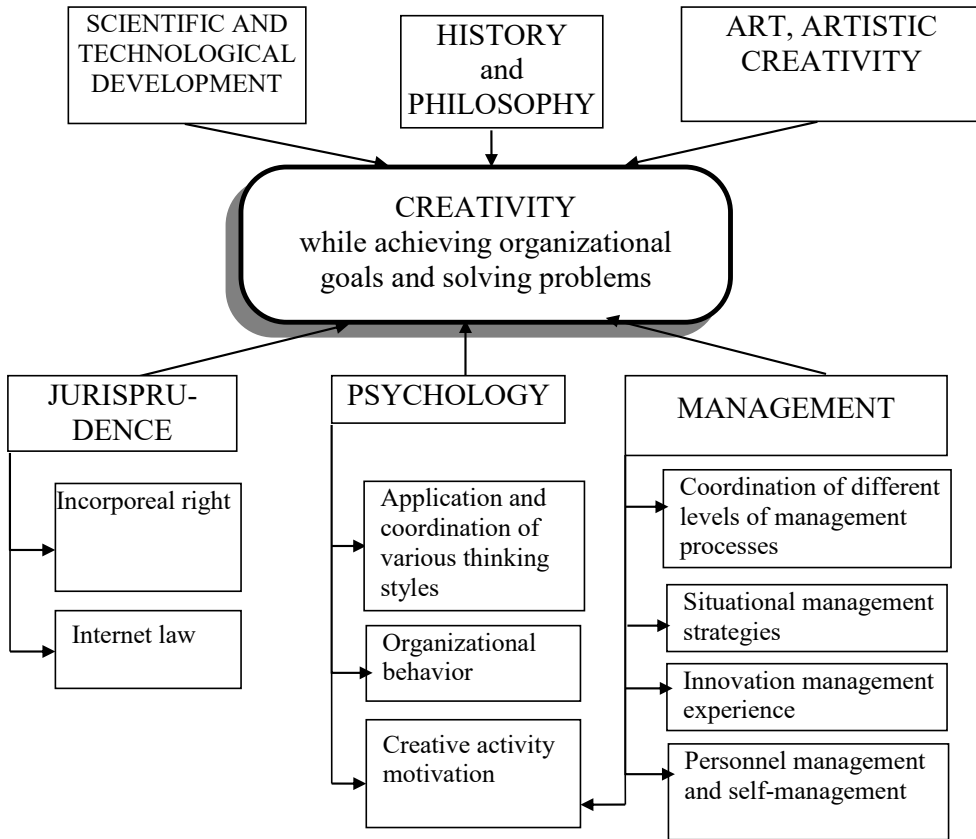 SCIENTIFIC AND
TECHNOLOGICAL
DEVELOPMENT
HISTORY
and
PHILOSOPHY
ART, ARTISTIC
CREATIVITY
CREATIVITY
while achieving organizational
goals and solving problems
JURISPRU-
DENCE
PSYCHOLOGY
MANAGEMENT
Incorporeal right
Internet law
Application and
coordination of
various thinking
styles
Organizational
behavior
Creative activity
motivation
Coordination of different
levels of management
processes
Situational management
strategies
Innovation management
experience
Personnel management
and self-management